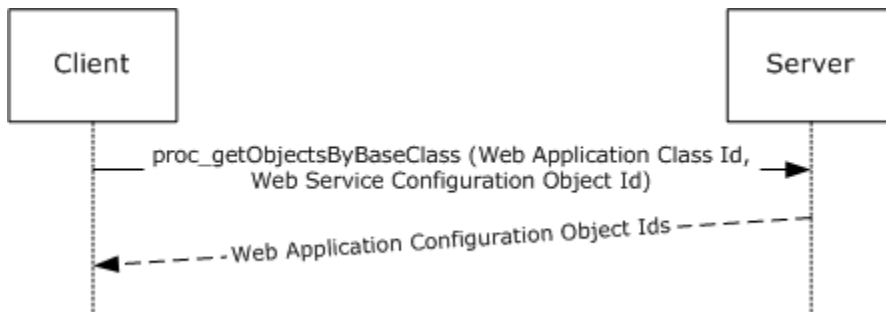 Client
Server
proc_getObjectsByBaseClass (Web Application Class Id,
Web Service Configuration Object Id)
Web Application Configuration Object Ids